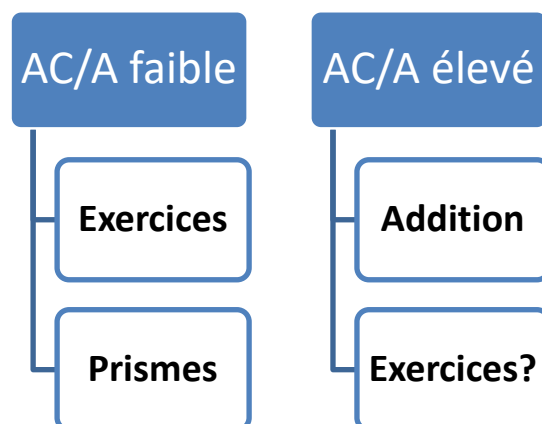 AC/A faible
Exercices
Prismes
AC/A élevé
Addition
Exercices?